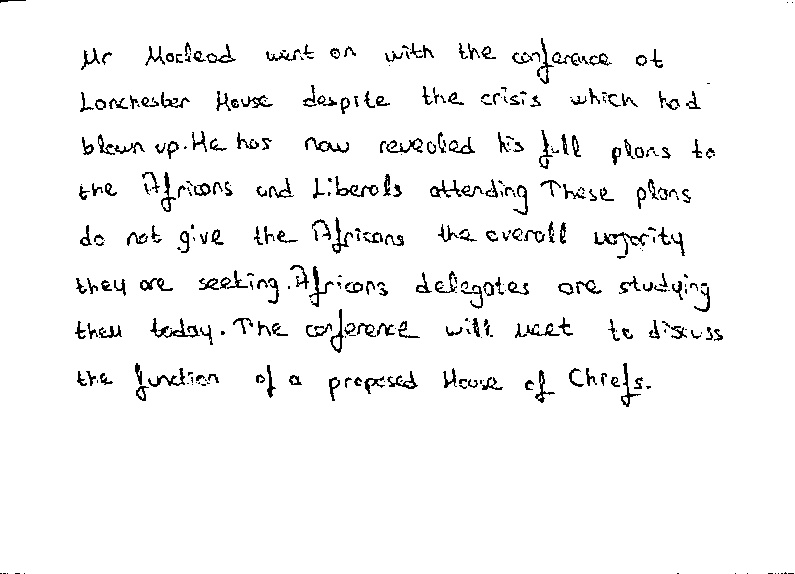 Mr Macleod went on with the conference at
Lanchester House despite the crisis which had
blown up. He has now revealed his full plans to
the Africans and Liberals attending These plans
do not give the Africans the overall majority
they are seeking. Africans delegates are studying
them today. The conference will meet to discuss
the function of a proposed House of Chiefs.